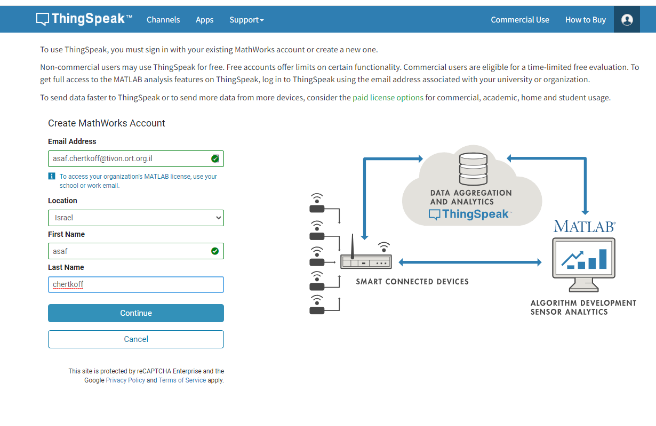 ThingSpeak™ Channels Apps Support Commercial Use How to Buy
To use ThingSpeak, you must sign in with your existing MathWorks account or create a new one.
Non-commercial users may use ThingSpeak for free. Free accounts offer limits on certain functionality. Commercial users are eligible for a time-limited free evaluation. To
get full access to the MATLAB analysis features on ThingSpeak, log in to ThingSpeak using the email address associated with your university or organization.
To send data faster to ThingSpeak or to send more data from more devices, consider the paid license options for commercial, academic, home and student usage.
Create MathWorks Account
Email Address
asaf.chertkoff@tivon.ort.org.il
To access your organization's MATLAB license, use your
school or work email.
Location
Israel
First Name
asaf
Last Name
chertkoff
Continue
Cancel
This site is protected by reCAPTCHA Enterprise and the
Google Privacy Policy and Terms of Service apply.
DATA AGGREGATION
AND ANALYTICS
ThingSpeak
SMART CONNECTED DEVICES
MATLAB
ALGORITHM DEVELOPMENT
SENSOR ANALYTICS